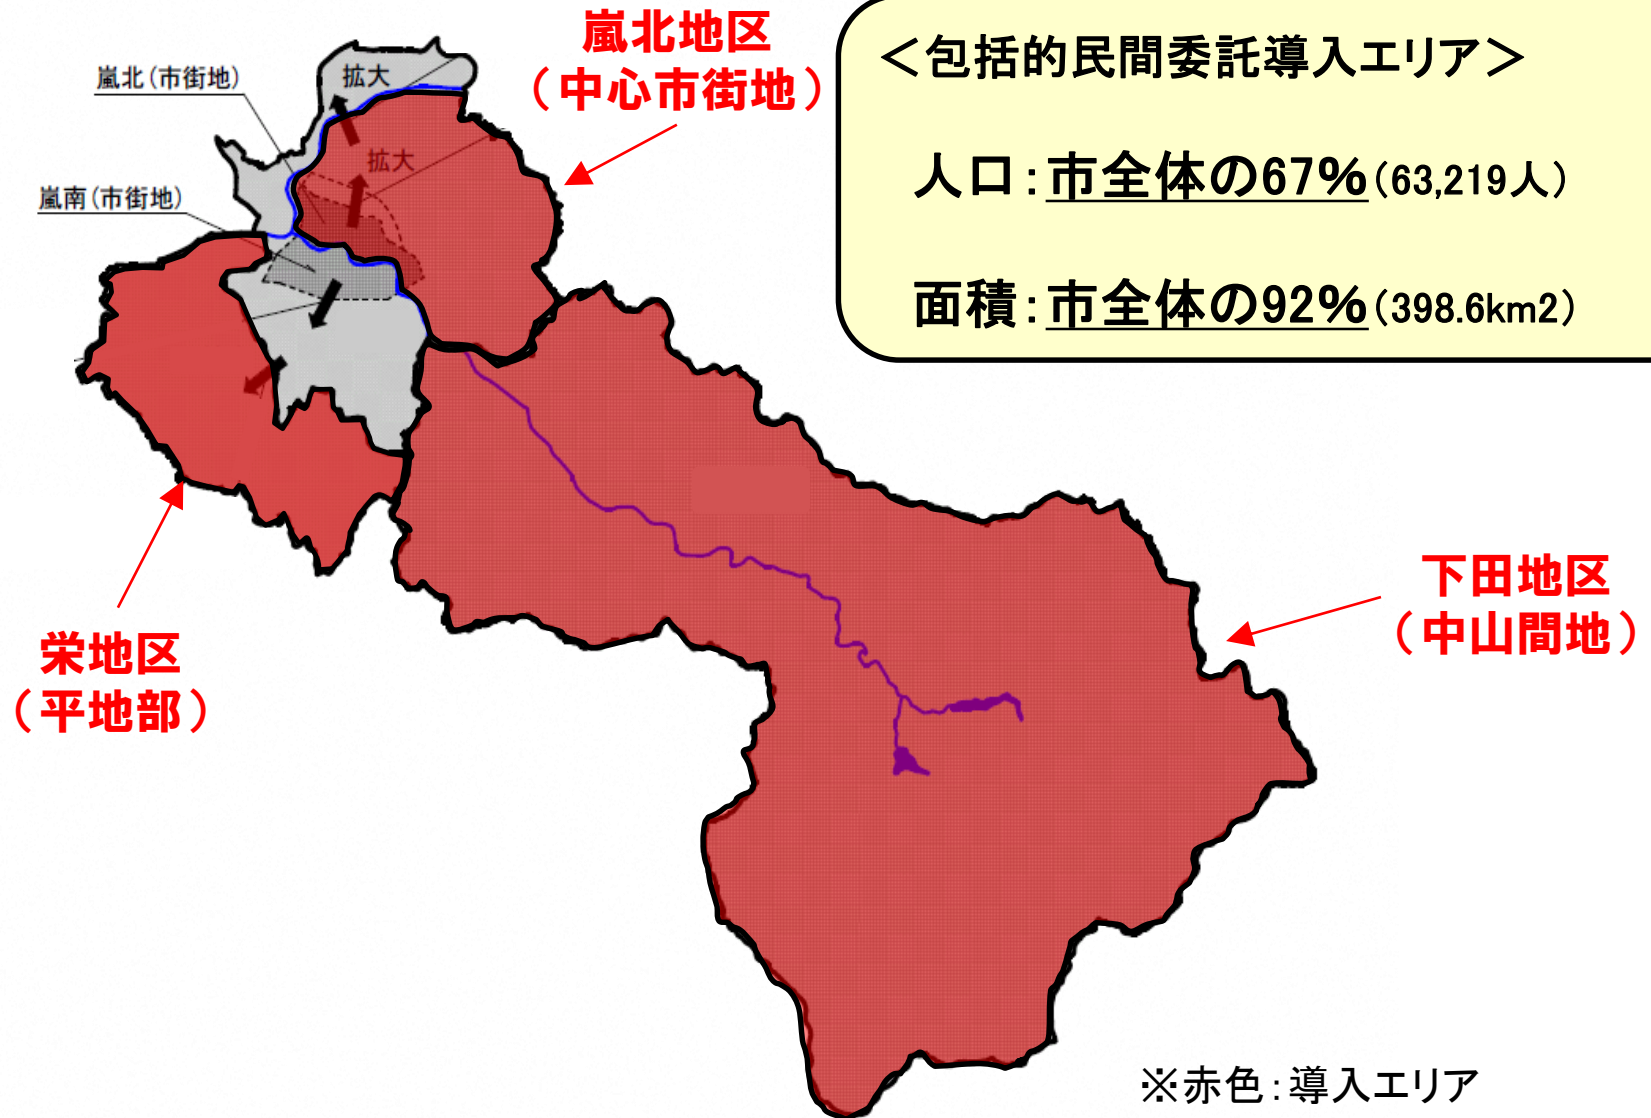 嵐北地区
（中心市街地）
＜包括的民間委託導入エリア＞
人口：市全体の67%（63,219人）
面積：市全体の92%（398.6km2）
嵐北（市街地）
拡大
拡大
嵐南（市街地）
栄地区
（平地部）
下田地区
（中山間地）
※赤色：導入エリア